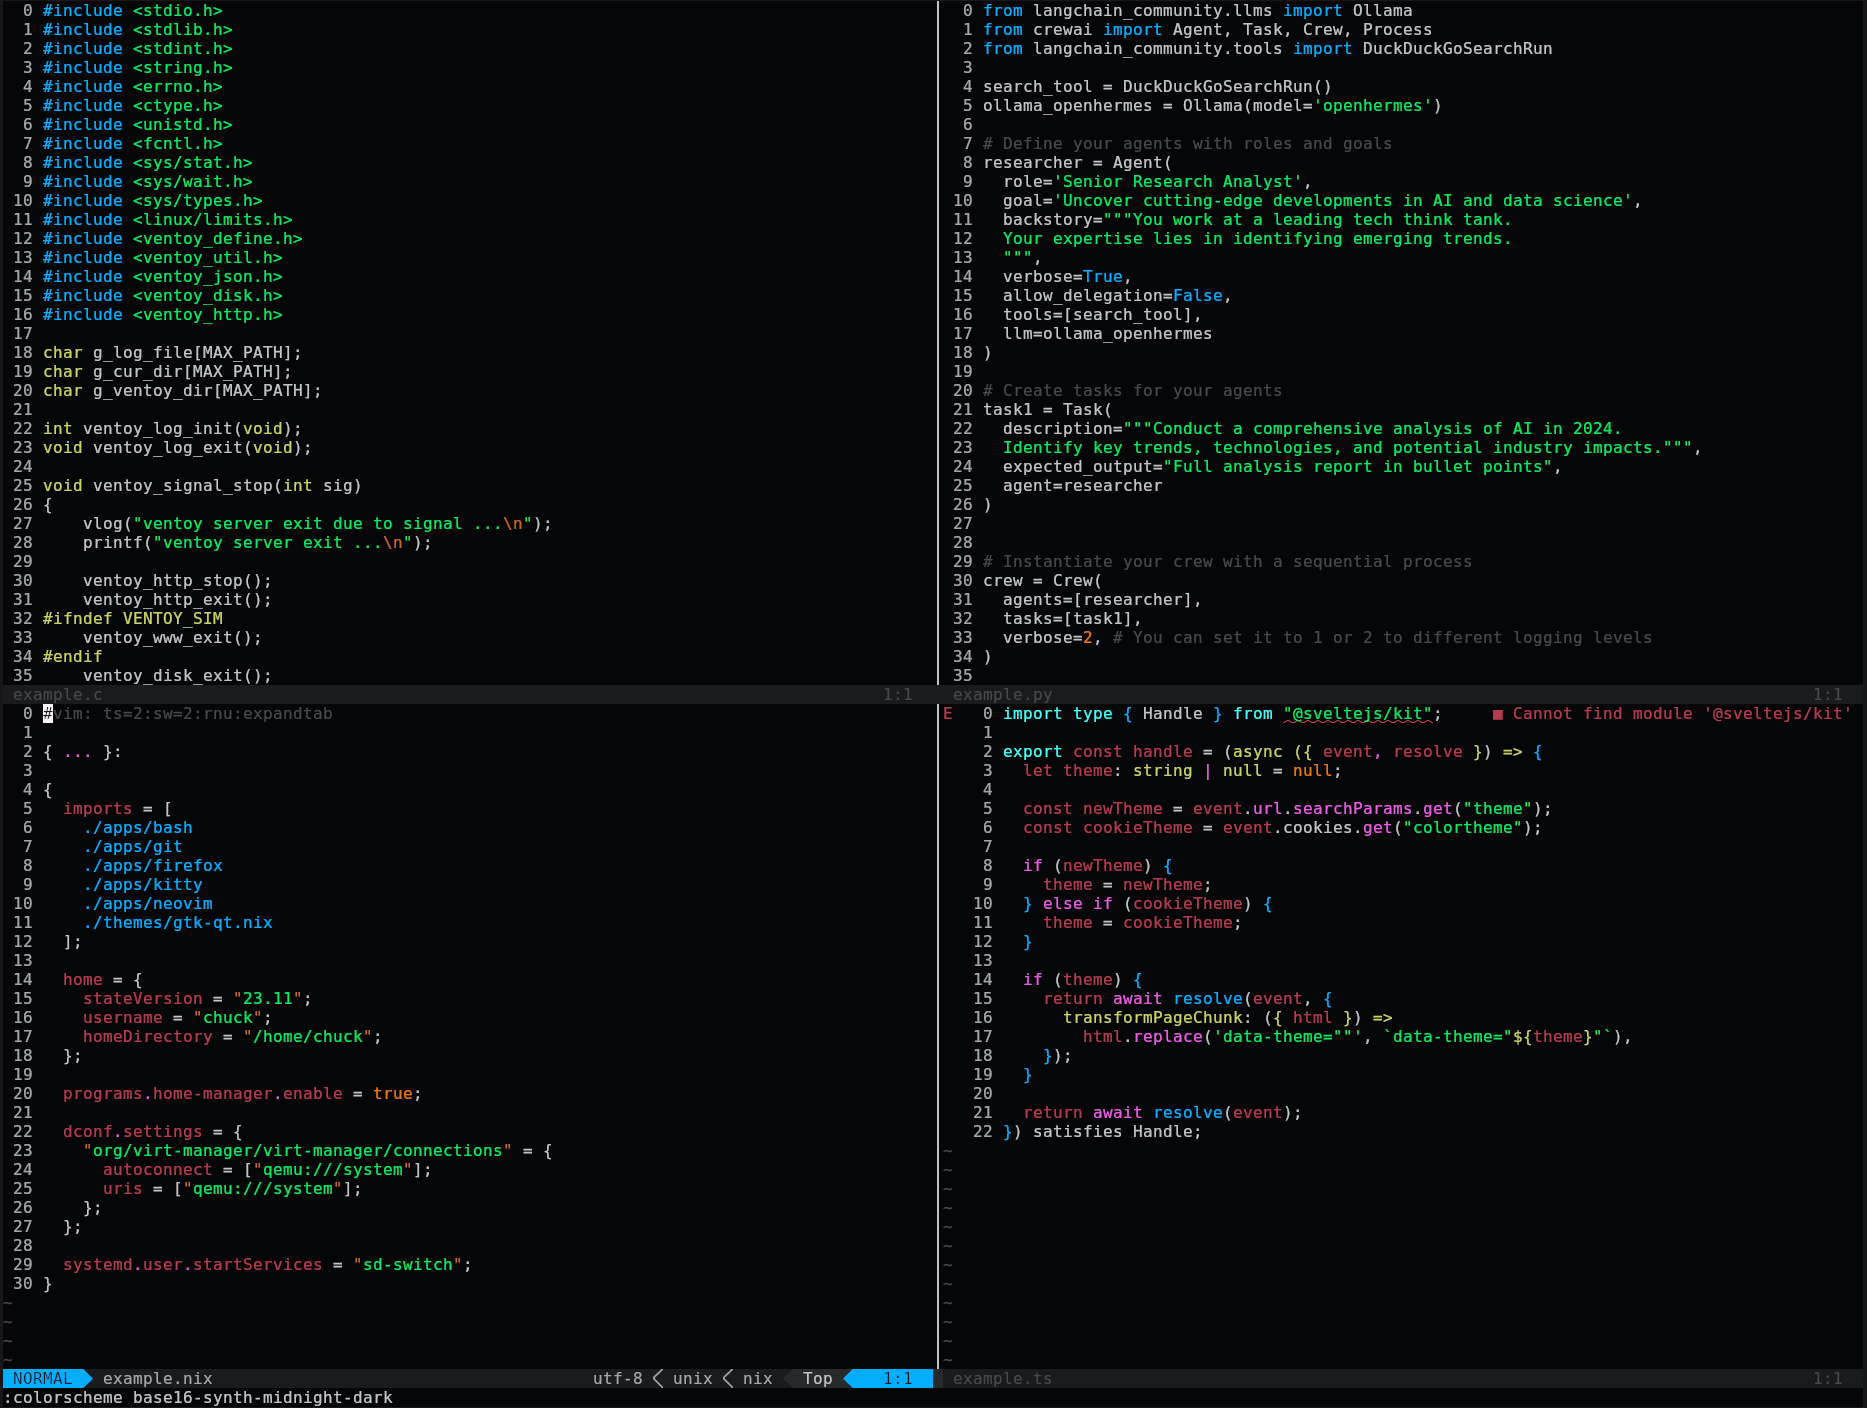 0 #include <stdio.h>
1 #include <stdlib.h>
2 #include <stdint.h>
3 #include <string.h>
4 #include <errno.h>
5 #include <ctype.h>
6 #include <unistd.h>
7 #include <fcntl.h>
8 #include <sys/stat.h>
9 #include <sys/wait.h>
10 #include <sys/types.h>
11 #include <linux/limits.h>
12 #include <ventoy_define.h>
13 #include <ventoy_util.h>
14 #include <ventoy_json.h>
15 #include <ventoy_disk.h>
16 #include <ventoy_http.h>
17
18 char g_log_file[MAX_PATH];
19 char g_cur_dir[MAX_PATH];
20 char g_ventoy_dir[MAX_PATH];
21
22 int ventoy_log_init(void);
23 void ventoy_log_exit(void);
24
25 void ventoy_signal_stop(int sig)
26 {
27     vlog("ventoy server exit due to signal ...\n");
28     printf("ventoy server exit ...\n");
29
30     ventoy_http_stop();
31     ventoy_http_exit();
32 #ifndef VENTOY_SIM
33     ventoy_www_exit();
34 #endif
35     ventoy_disk_exit();
example.c 1:1
0 from langchain_community.llms import Ollama
1 from crewai import Agent, Task, Crew, Process
2 from langchain_community.tools import DuckDuckGoSearchRun
3
4 search_tool = DuckDuckGoSearchRun()
5 ollama_openhermes = Ollama(model='openhermes')
6
7 # Define your agents with roles and goals
8 researcher = Agent(
9   role='Senior Research Analyst',
10   goal='Uncover cutting-edge developments in AI and data science',
11   backstory="""You work at a leading tech think tank.
12   Your expertise lies in identifying emerging trends.
13   """,
14   verbose=True,
15   allow_delegation=False,
16   tools=[search_tool],
17   llm=ollama_openhermes
18 )
19
20 # Create tasks for your agents
21 task1 = Task(
22   description="""Conduct a comprehensive analysis of AI in 2024.
23   Identify key trends, technologies, and potential industry impacts.""",
24   expected_output="Full analysis report in bullet points",
25   agent=researcher
26 )
27
28
29 # Instantiate your crew with a sequential process
30 crew = Crew(
31   agents=[researcher],
32   tasks=[task1],
33   verbose=2, # You can set it to 1 or 2 to different logging levels
34 )
35
example.py 1:1
0 #vim: ts=2:sw=2:rnu:expandtab
1
2 { ... }:
3
4 {
5   imports = [
6     ./apps/bash
7     ./apps/git
8     ./apps/firefox
9     ./apps/kitty
10     ./apps/neovim
11     ./themes/gtk-qt.nix
12   ];
13
14   home = {
15     stateVersion = "23.11";
16     username = "chuck";
17     homeDirectory = "/home/chuck";
18   };
19
20   programs.home-manager.enable = true;
21
22   dconf.settings = {
23     "org/virt-manager/virt-manager/connections" = {
24       autoconnect = ["qemu:///system"];
25       uris = ["qemu:///system"];
26     };
27   };
28
29   systemd.user.startServices = "sd-switch";
30 }
~
~
~
~
NORMAL example.nix utf-8 unix nix Top 1:1
E 0 import type { Handle } from "@sveltejs/kit"; ■ Cannot find module '@sveltejs/kit'
1
2 export const handle = (async ({ event, resolve }) => {
3   let theme: string | null = null;
4
5   const newTheme = event.url.searchParams.get("theme");
6   const cookieTheme = event.cookies.get("colortheme");
7
8   if (newTheme) {
9     theme = newTheme;
10   } else if (cookieTheme) {
11     theme = cookieTheme;
12   }
13
14   if (theme) {
15     return await resolve(event, {
16       transformPageChunk: ({ html }) =>
17         html.replace('data-theme=""', `data-theme="${theme}"`),
18     });
19   }
20
21   return await resolve(event);
22 }) satisfies Handle;
~
~
~
~
~
~
~
~
~
~
~
~
example.ts 1:1
:colorscheme base16-synth-midnight-dark